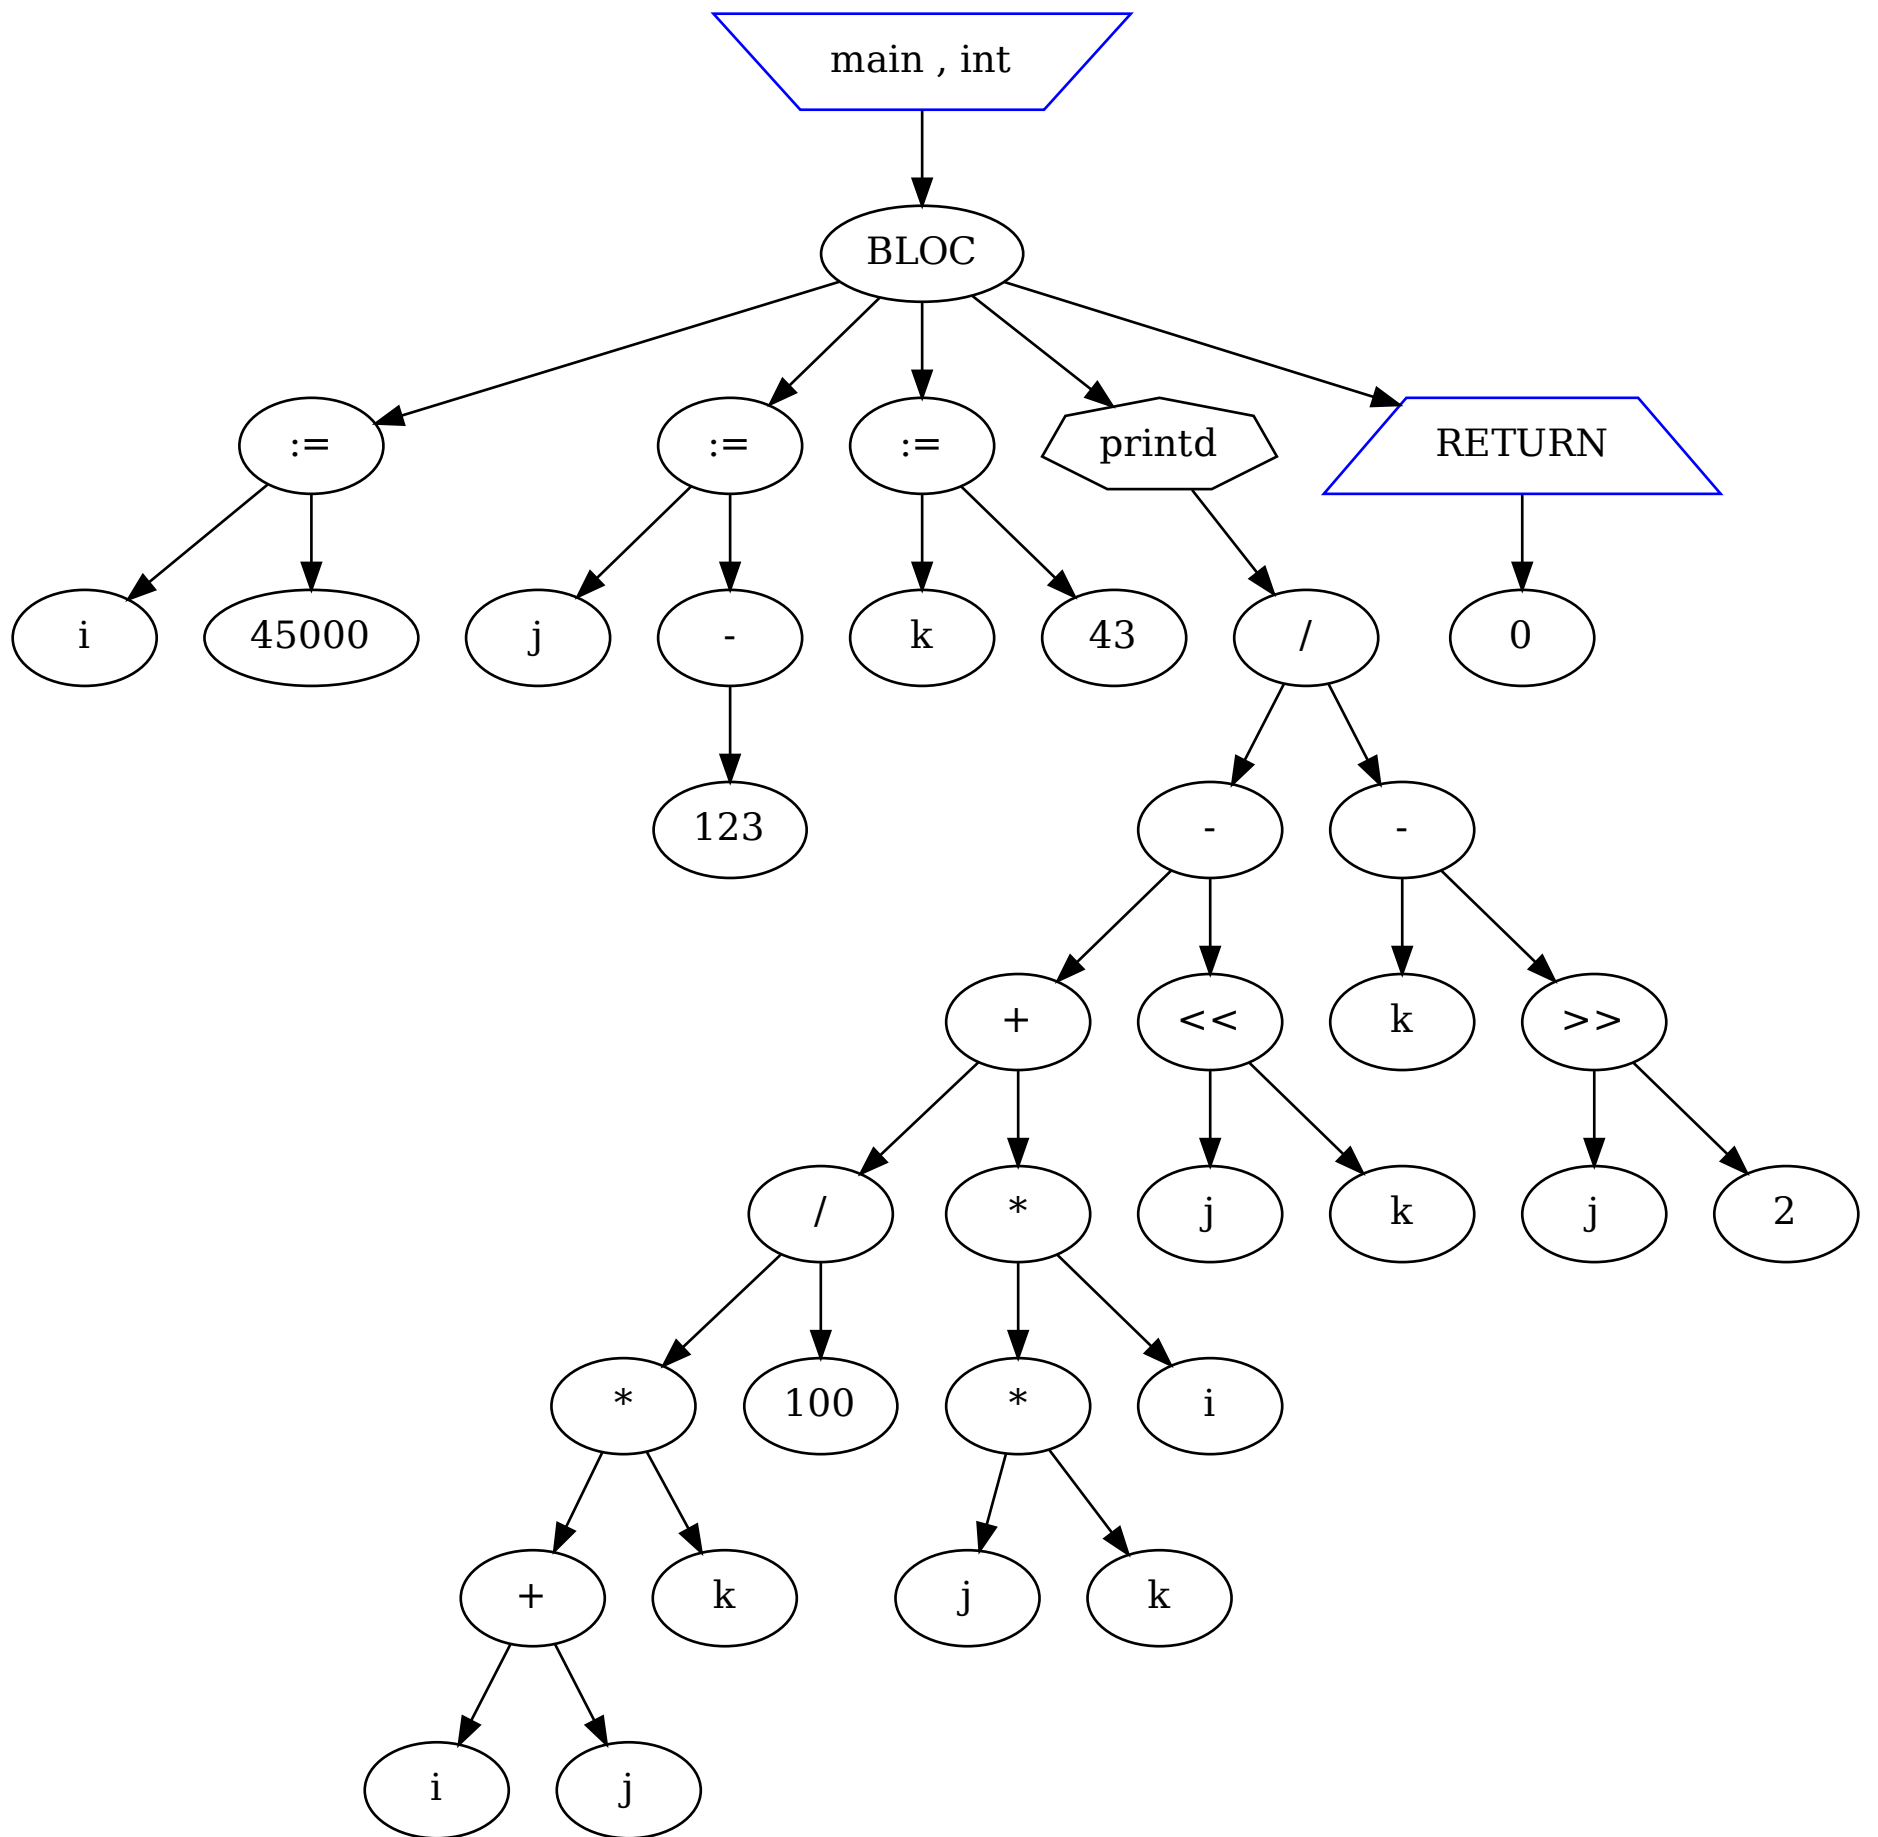 main , int
BLOC
:=
:=
:=
printd
RETURN
i
45000
j
-
k
43
/
0
123
-
-
+
<<
k
>>
/
*
j
k
j
2
*
100
*
i
+
k
j
k
i
j